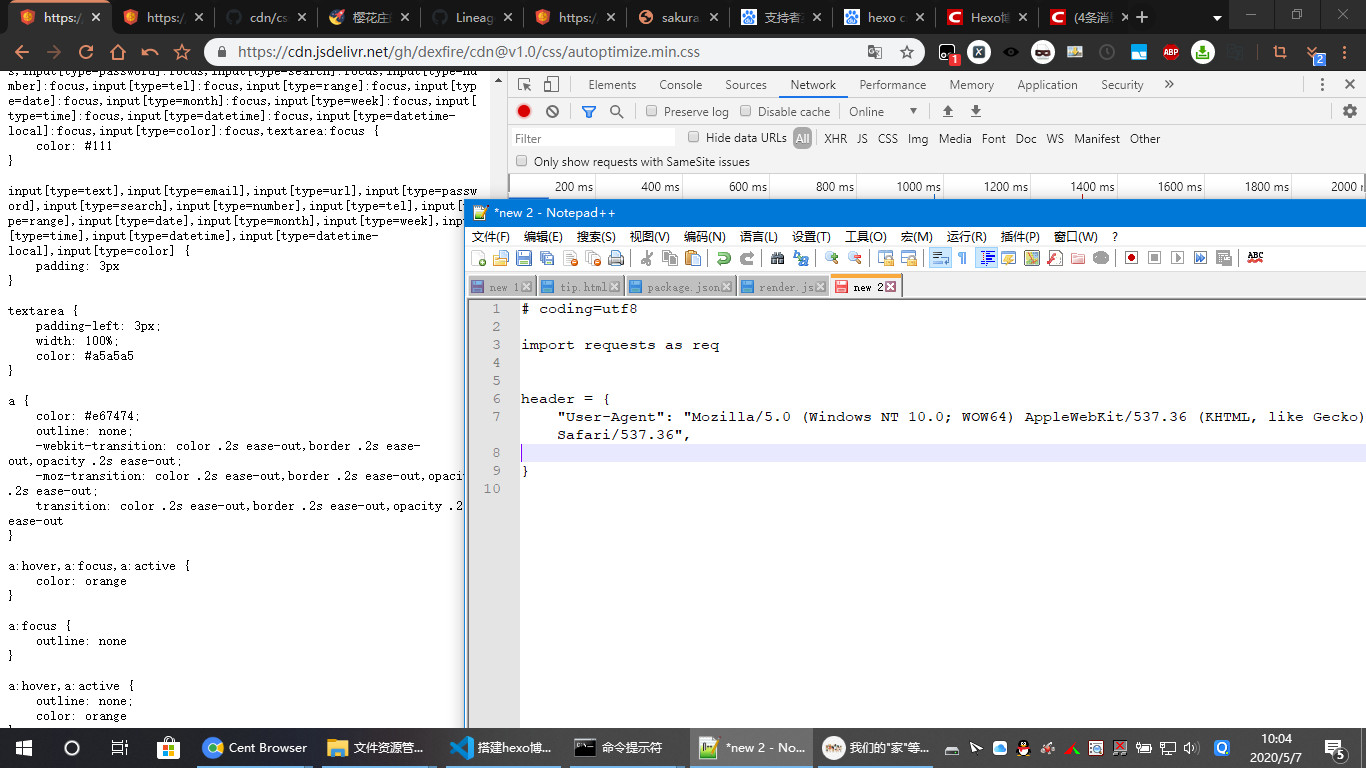 https:/
https:/
cdn/cs
樱花庄
Lineag
https:/
sakura
支持者
hexo c
Hexo博
(4条消
https://cdn.jsdelivr.net/gh/dexfire/cdn@v1.0/css/autoptimize.min.css
1
ABP
2
s,input[type=password]:focus,input[type=search]:focus,input[type=nu
mber]:focus,input[type=tel]:focus,input[type=range]:focus,input[typ
e=date]:focus,input[type=month]:focus,input[type=week]:focus,input[
type=time]:focus,input[type=datetime]:focus,input[type=datetime-
local]:focus,input[type=color]:focus,textarea:focus {
color: #111
}
input[type=text],input[type=email],input[type=url],input[type=passw
ord],input[type=search],input[type=number],input[type=tel],input[
e=range],input[type=date],input[type=month],input[type=week],inpu
[type=time],input[type=datetime],input[type=datetime-
local],input[type=color] {
padding: 3px
}
textarea {
padding-left: 3px;
width: 100%;
color: #a5a5a5
}
a {
color: #e67474;
outline: none;
-webkit-transition: color .2s ease-out,border .2s ease-
out,opacity .2s ease-out;
-moz-transition: color .2s ease-out,border .2s ease-out,opaci
.2s ease-out;
transition: color .2s ease-out,border .2s ease-out,opacity .2
ease-out
}
a:hover,a:focus,a:active {
color: orange
}
a:focus {
outline: none
}
a:hover,a:active {
outline: none;
color: orange
Elements Console Sources Network Performance Memory Application Security
Preserve log Disable cache Online
Filter Hide data URLs All XHR JS CSS Img Media Font Doc WS Manifest Other
Only show requests with SameSite issues
200 ms 400 ms 600 ms 800 ms 1000 ms 1200 ms 1400 ms 1600 ms 1800 ms 2000
*new 2 - Notepad++
文件(F) 编辑(E) 搜索(S) 视图(V) 编码(N) 语言(L) 设置(T) 工具(O) 宏(M) 运行(R) 插件(P) 窗口(W) ?
ABC
new 1 tip.html package.json render.js new 2
1 # coding=utf8
2
3 import requests as req
4
5
6 header = {
7 "User-Agent": "Mozilla/5.0 (Windows NT 10.0; WOW64) AppleWebKit/537.36 (KHTML, like Gecko)
Safari/537.36",
8
9 }
10
Cent Browser
文件资源管...
搭建hexo博...
命令提示符
*new 2 - No...
我们的"家"等...
10:04
2020/5/7
5